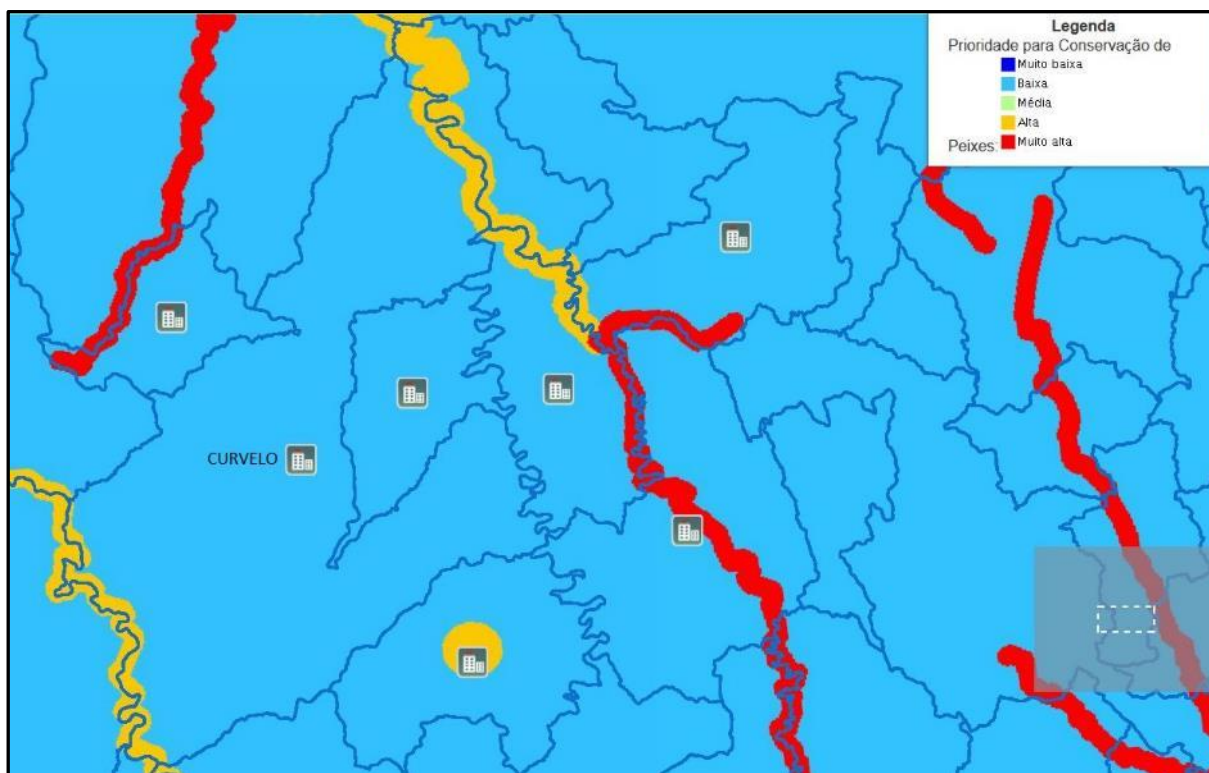 Legenda
Prioridade para Conservação de
Muito baixa
Baixa
Média
Alta
Peixes: Muito alta
CURVELO